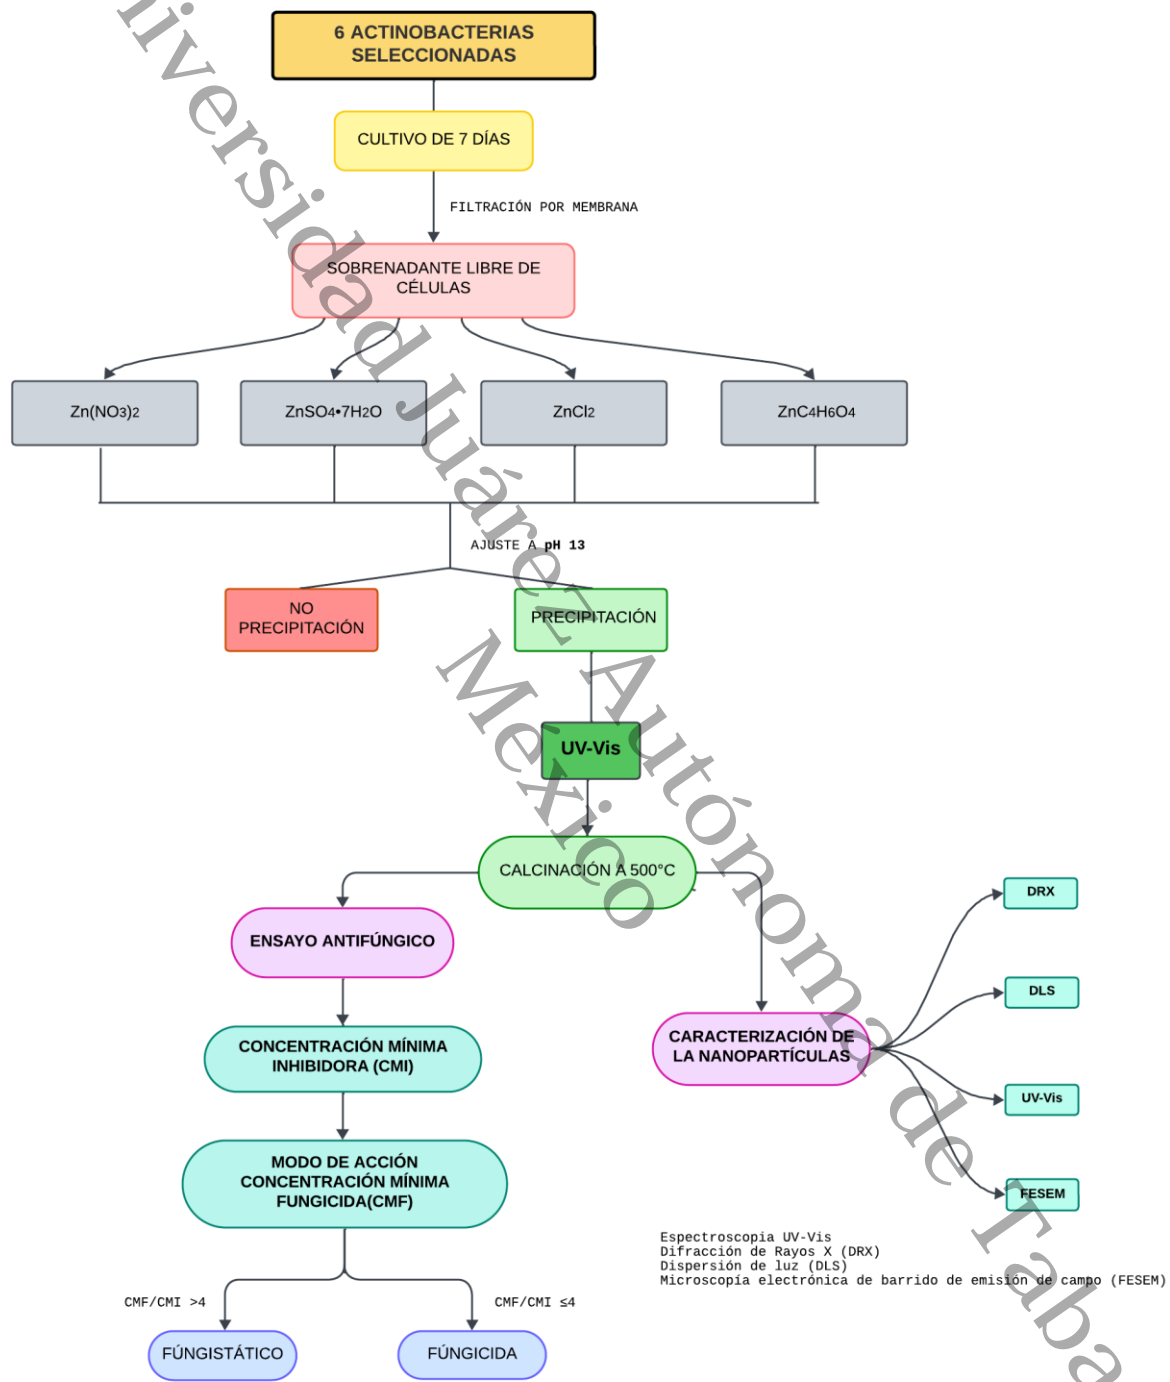 6 ACTINOBACTERIAS
SELECCIONADAS
CULTIVO DE 7 DÍAS
FILTRACIÓN POR MEMBRANA
SOBRENADANTE LIBRE DE
CÉLULAS
Zn(NO3)2
ZnSO4•7H2O
ZnCl2
ZnC4H6O4
AJUSTE A pH 13
NO
PRECIPITACIÓN
PRECIPITACIÓN
UV-Vis
CALCINACIÓN A 500°C
ENSAYO ANTIFÚNGICO
CONCENTRACIÓN MÍNIMA
INHIBIDORA (CMI)
MODO DE ACCIÓN
CONCENTRACIÓN MÍNIMA
FUNGICIDA(CMF)
CMF/CMI >4
CMF/CMI ≤4
FÚNGISTÁTICO
FÚNGICIDA
CARACTERIZACIÓN DE
LA NANOPARTÍCULAS
DRX
DLS
UV-Vis
FESEM
Espectroscopia UV-Vis
Difracción de Rayos X (DRX)
Dispersión de luz (DLS)
Microscopía electrónica de barrido de emisión de campo (FESEM)
niversidad Juárez Autónoma de Taba
México